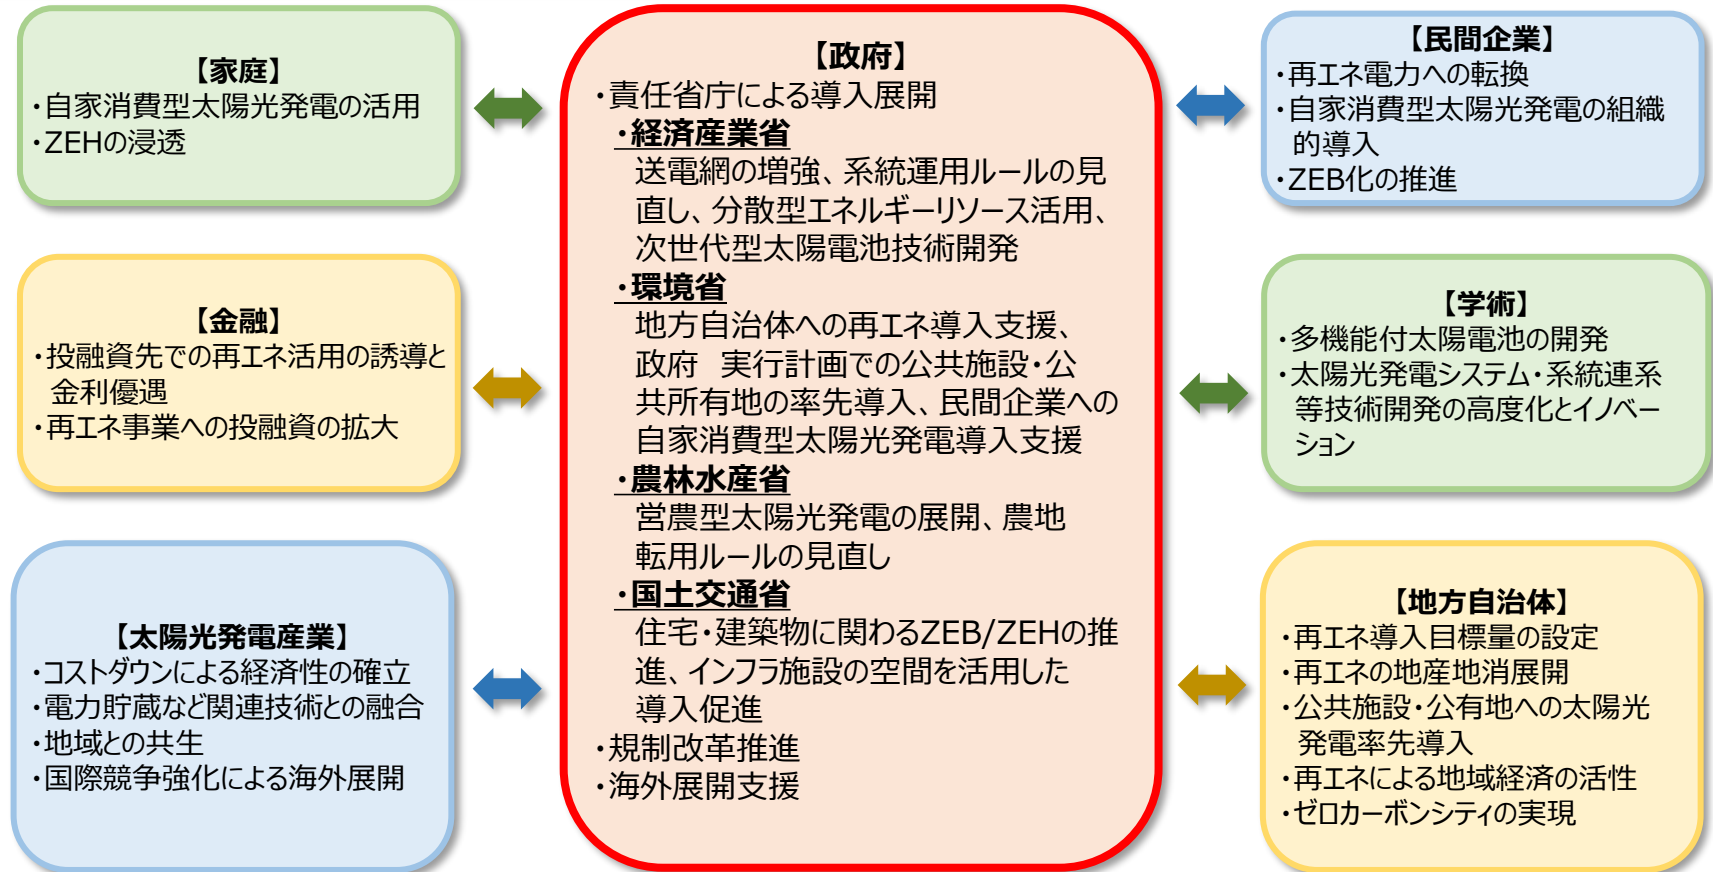 【家庭】
・自家消費型太陽光発電の活用
・ZEHの浸透
【金融】
・投融資先での再エネ活用の誘導と
金利優遇
・再エネ事業への投融資の拡大
【太陽光発電産業】
・コストダウンによる経済性の確立
・電力貯蔵など関連技術との融合
・地域との共生
・国際競争強化による海外展開
【政府】
・責任省庁による導入展開
・経済産業省
送電網の増強、系統運用ルールの見
直し、分散型エネルギーリソース活用、
次世代型太陽電池技術開発
・環境省
地方自治体への再エネ導入支援、
政府　実行計画での公共施設・公
共所有地の率先導入、民間企業への
自家消費型太陽光発電導入支援
・農林水産省
営農型太陽光発電の展開、農地
転用ルールの見直し
・国土交通省
住宅・建築物に関わるZEB/ZEHの推
進、インフラ施設の空間を活用した
導入促進
・規制改革推進
・海外展開支援
【民間企業】
・再エネ電力への転換
・自家消費型太陽光発電の組織
的導入
・ZEB化の推進
【学術】
・多機能付太陽電池の開発
・太陽光発電システム・系統連系
等技術開発の高度化とイノベー
ション
【地方自治体】
・再エネ導入目標量の設定
・再エネの地産地消展開
・公共施設・公有地への太陽光
発電率先導入
・再エネによる地域経済の活性
・ゼロカーボンシティの実現